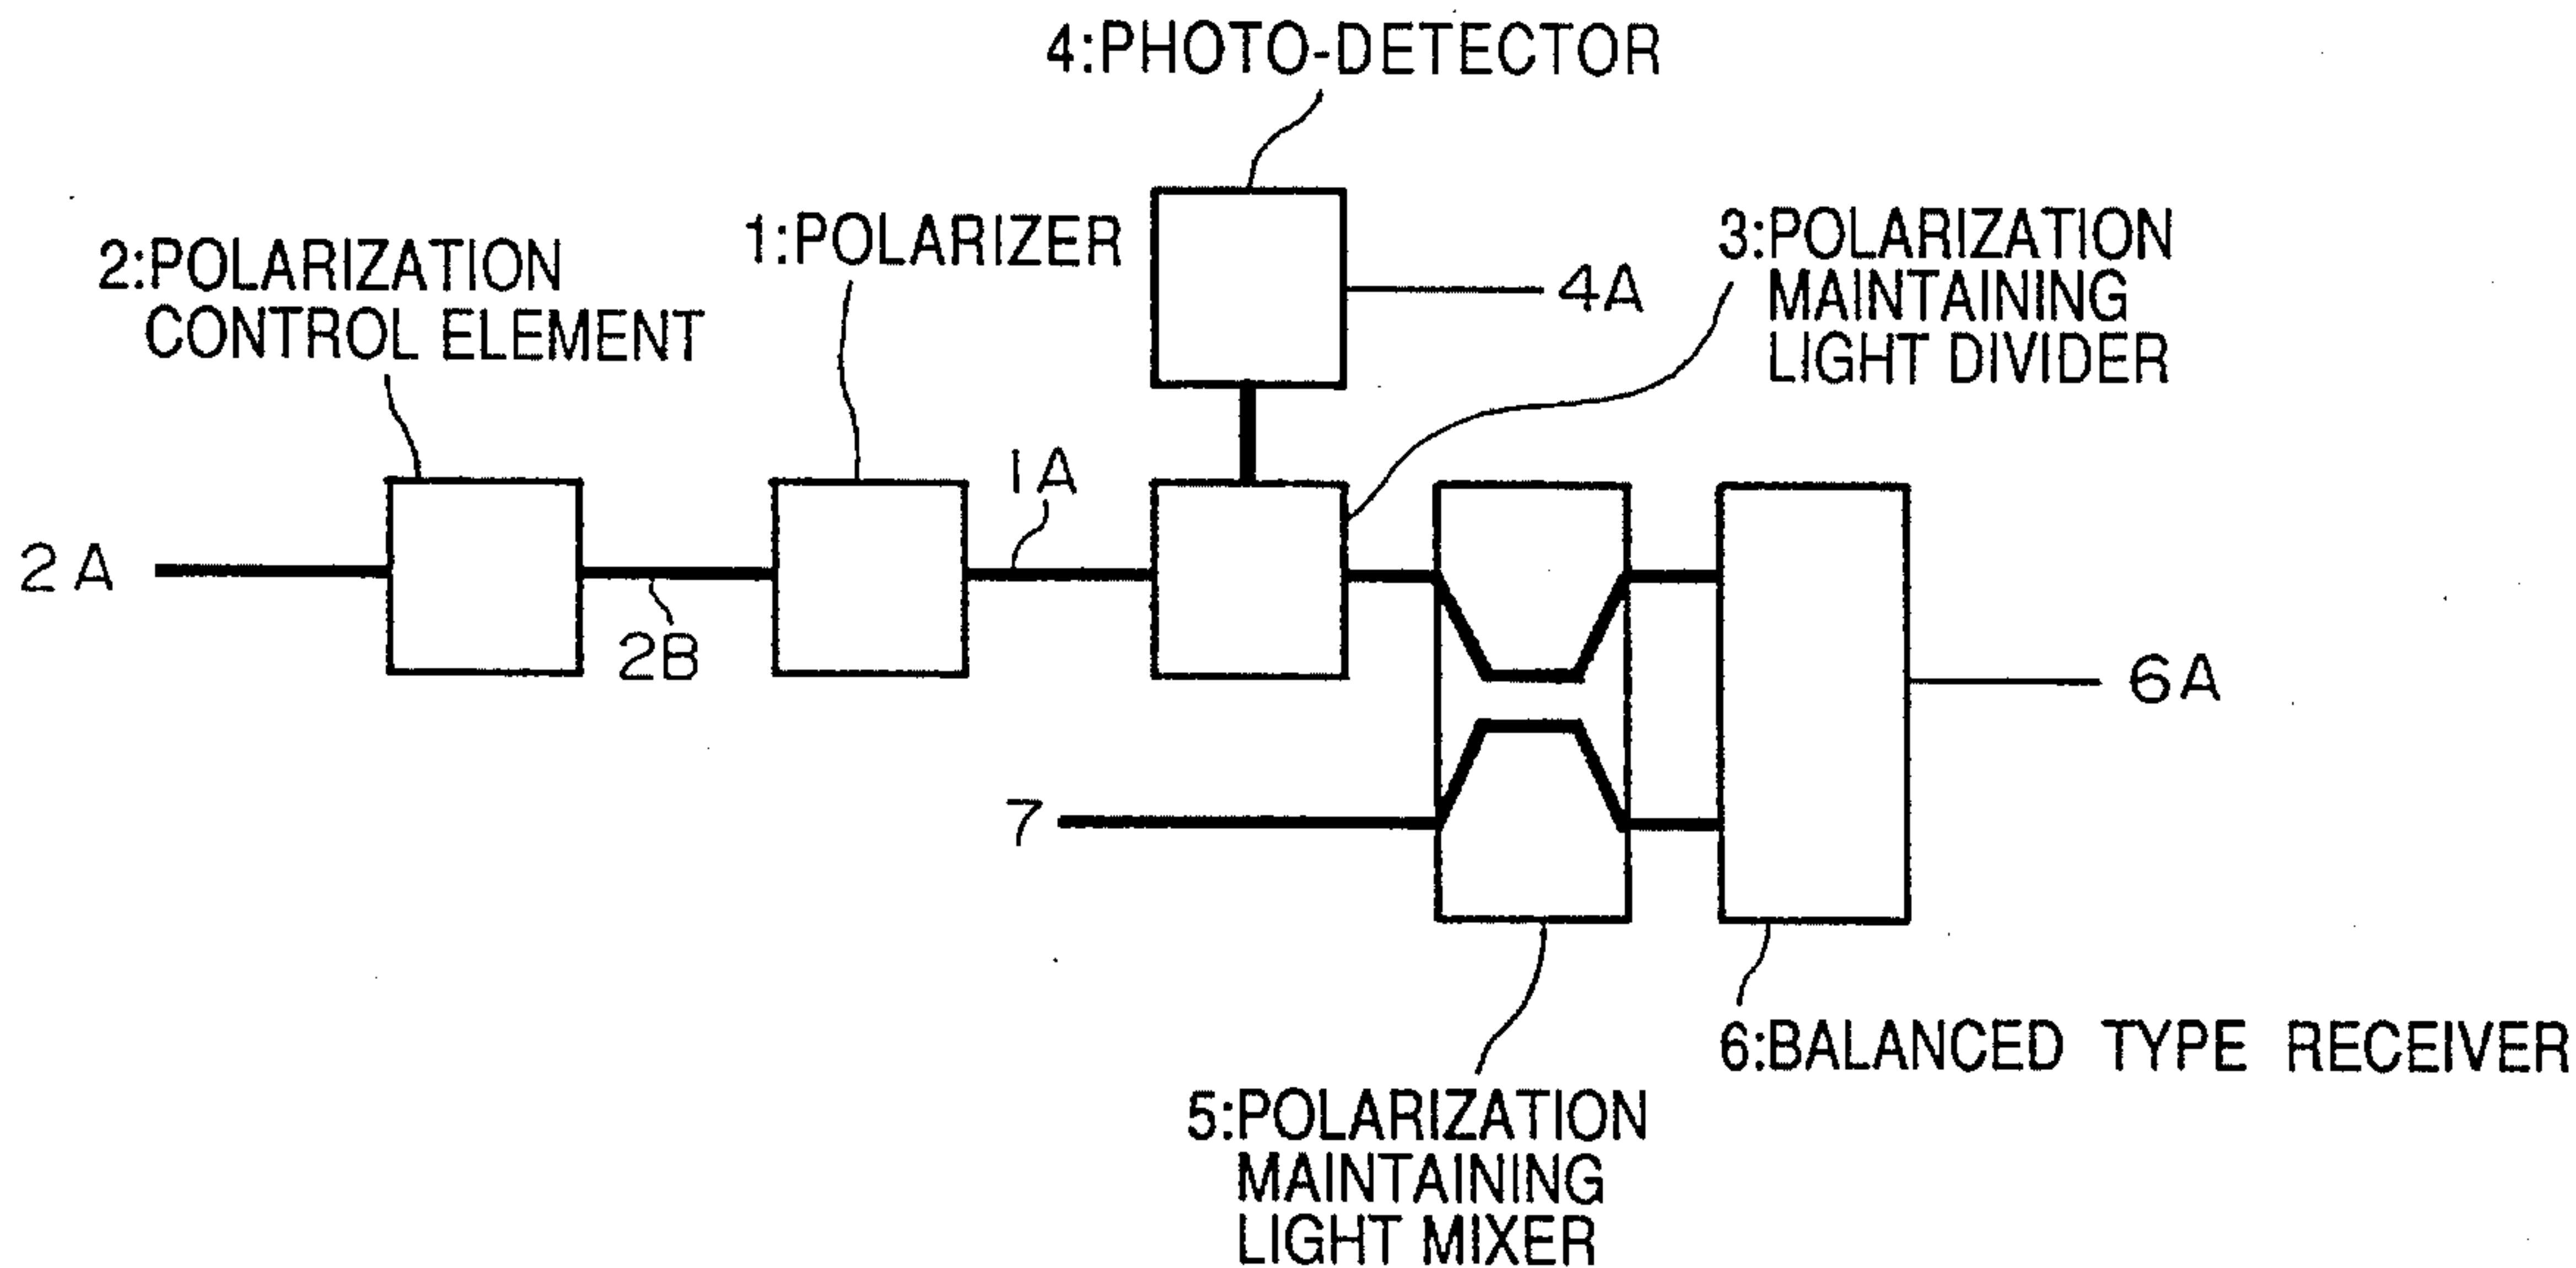 4:PHOTO-DETECTOR
2:POLARIZATION
CONTROL ELEMENT
1:POLARIZER
3:POLARIZATION
MAINTAINING
LIGHT DIVIDER
4A
1A
2A
2B
6A
7
6:BALANCED TYPE RECEIVER
5:POLARIZATION
MAINTAINING
LIGHT MIXER